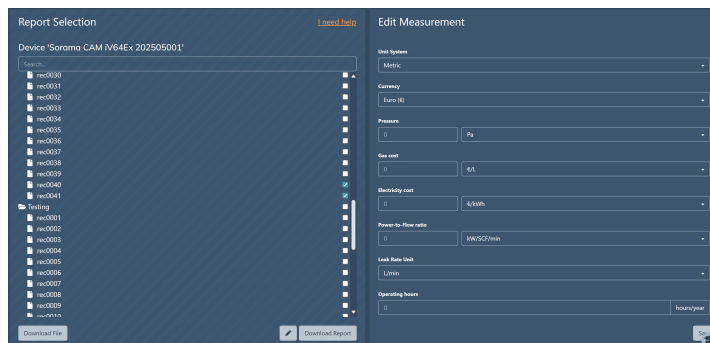 Report Selection
I need help
Device 'Sorama CAM iV64Ex 202505001'
Search...
rec0030
rec0031
rec0032
rec0033
rec0034
rec0035
rec0036
rec0037
rec0038
rec0039
rec0040
rec0041
Testing
rec0001
rec0002
rec0003
rec0004
rec0005
rec0006
rec0007
rec0008
rec0009
rec0010
Download File
Download Report
Edit Measurement
Unit System
Metric
Currency
Euro (€)
Pressure
0 Pa
Gas cost
0 €/L
Electricity cost
0 €/kWh
Power-to-Flow ratio
0 kW/SCF/min
Leak Rate Unit
L/min
Operating hours
0 hours/year